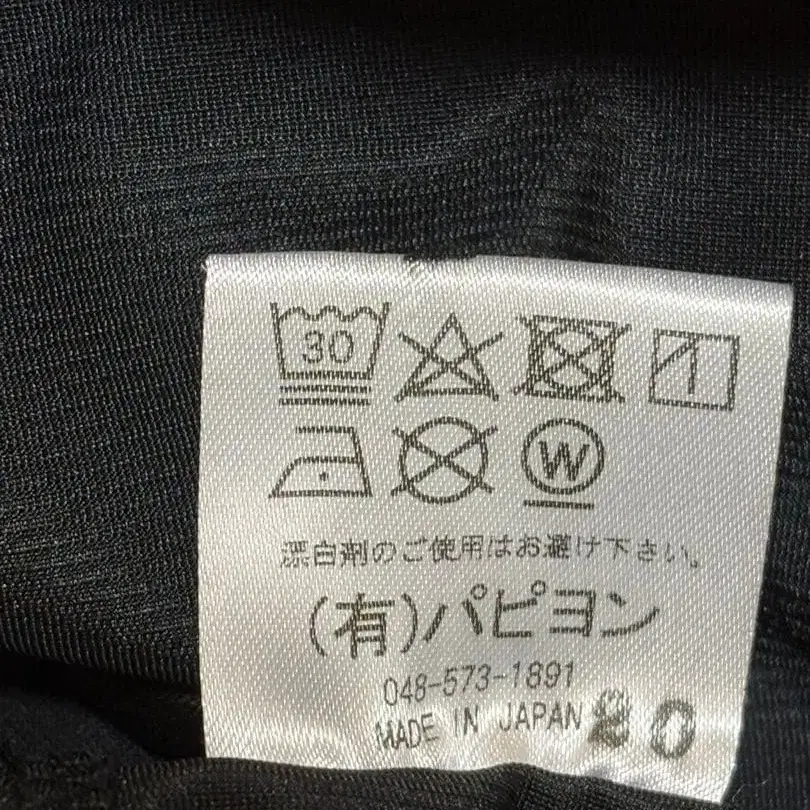 30
W
漂白剤のご使用はお避け下さい。
(有)パピヨン
048-573-1891
MADE IN JAPAN 80